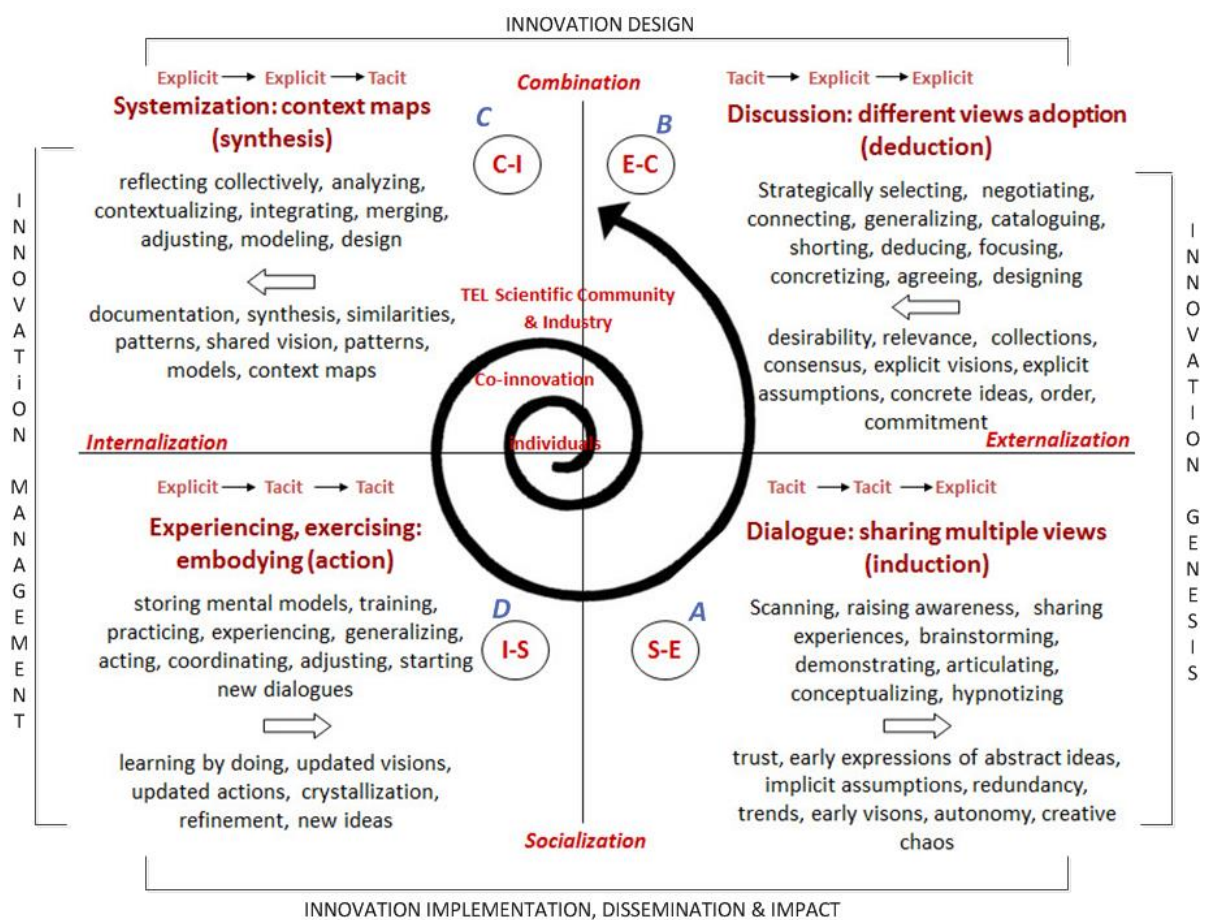 INNOVATION DESIGN
Explicit → Explicit → Tacit
Systemization: context maps
(synthesis)
reflecting collectively, analyzing,
contextualizing, integrating, merging,
adjusting, modeling, design
documentation, synthesis, similarities,
patterns, shared vision, patterns,
models, context maps
Combination
C
C-I
B
E-C
Tacit → Explicit → Explicit
Discussion: different views adoption
(deduction)
Strategically selecting, negotiating,
connecting, generalizing, cataloguing,
shorting, deducing, focusing,
concretizing, agreeing, designing
desirability, relevance, collections,
consensus, explicit visions, explicit
assumptions, concrete ideas, order,
commitment
TEL Scientific Community
& Industry
Co-innovation
individuals
Internalization
Externalization
Explicit → Tacit → Tacit
Experiencing, exercising:
embodying (action)
storing mental models, training,
practicing, experiencing, generalizing,
acting, coordinating, adjusting, starting
new dialogues
learning by doing, updated visions,
updated actions, crystallization,
refinement, new ideas
D
I-S
A
S-E
Tacit → Tacit → Explicit
Dialogue: sharing multiple views
(induction)
Scanning, raising awareness, sharing
experiences, brainstorming,
demonstrating, articulating,
conceptualizing, hypnotizing
trust, early expressions of abstract ideas,
implicit assumptions, redundancy,
trends, early visons, autonomy, creative
chaos
Socialization
INNOVATiON MANAGEMENT
INNOVATION GENESIS
INNOVATION IMPLEMENTATION, DISSEMINATION & IMPACT